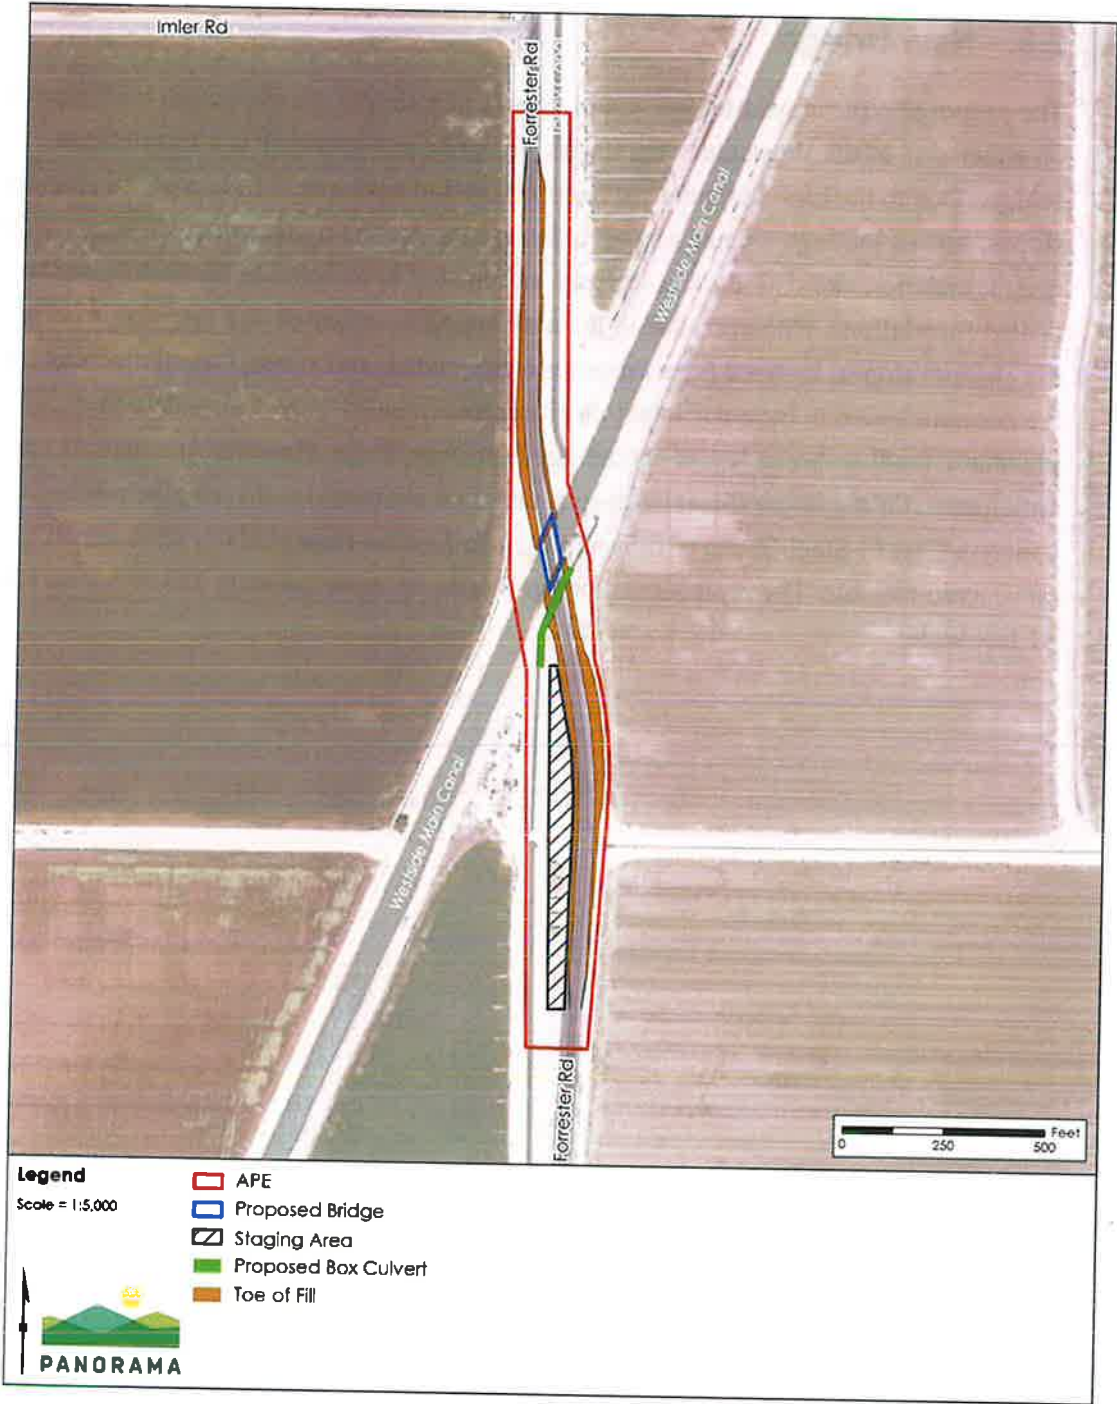 Imler Rd
Forrester Rd
Westside Main Canal
Westside Main Canal
Forrester Rd
Feet
0 250 500
Legend
Scale = 1:5,000
APE
Proposed Bridge
Staging Area
Proposed Box Culvert
Toe of Fill
PANORAMA